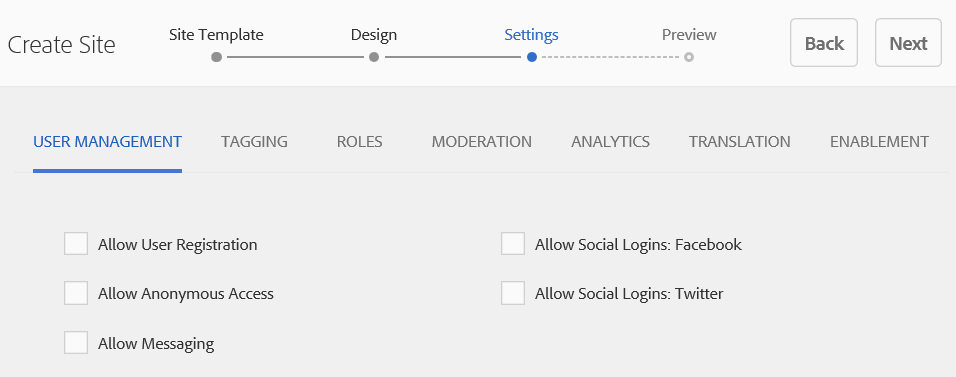 Create Site
Site Template
Design
Settings
Preview
Back
Next
USER MANAGEMENT
TAGGING
ROLES
MODERATION
ANALYTICS
TRANSLATION
ENABLEMENT
Allow User Registration
Allow Social Logins: Facebook
Allow Anonymous Access
Allow Social Logins: Twitter
Allow Messaging